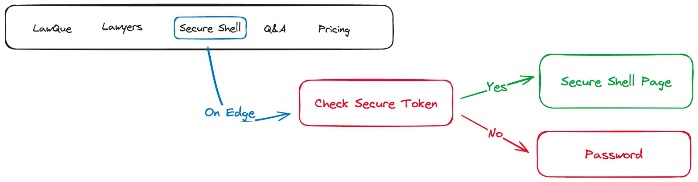 LawQue Lawyers Secure Shell Q&A Pricing
On Edge
Check Secure Token
Yes
Secure Shell Page
No
Password